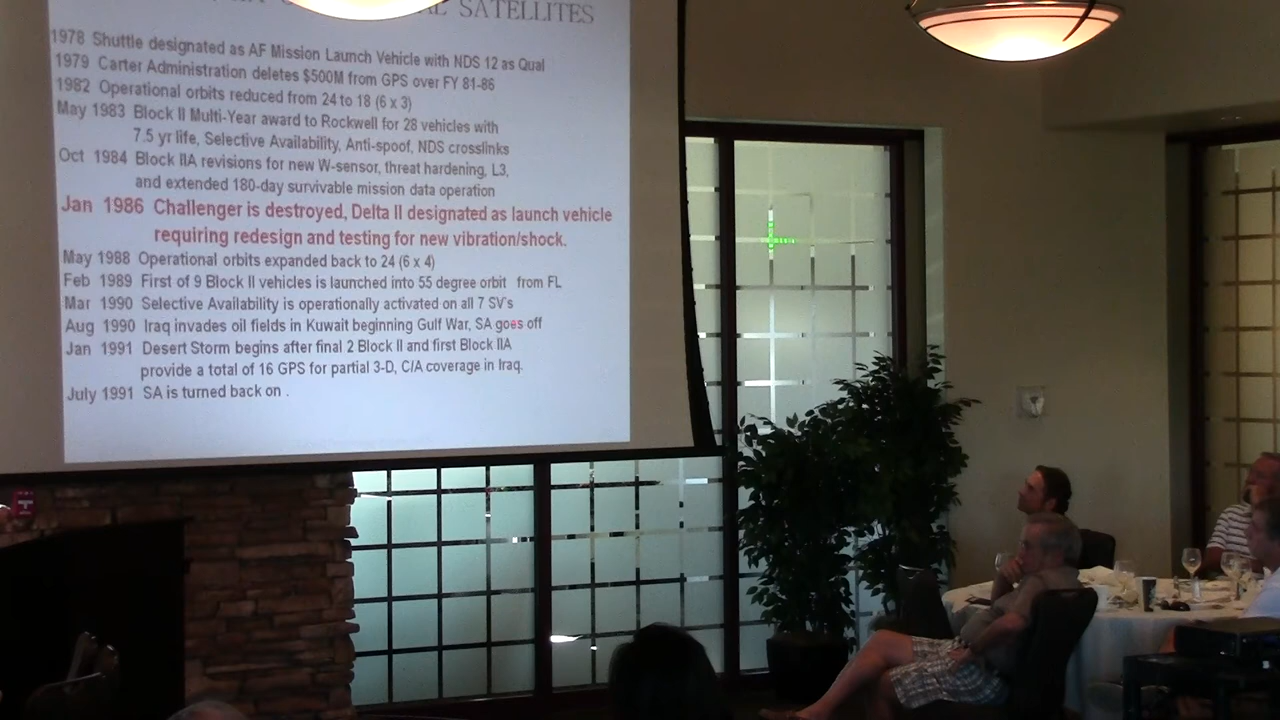 SATELLITES
1978 Shuttle designated as AF Mission Launch Vehicle with NDS 12 as Qual
1979 Carter Administration deletes $500M from GPS over FY 81-86
1982 Operational orbits reduced from 24 to 18 (6 x 3)
May 1983 Block II Multi-Year award to Rockwell for 28 vehicles with
7.5 yr life, Selective Availability, Anti-spoof, NDS crosslinks
Oct 1984 Block IIA revisions for new W-sensor, threat hardening, L3,
and extended 180-day survivable mission data operation
Jan 1986 Challenger is destroyed, Delta II designated as launch vehicle
requiring redesign and testing for new vibration/shock.
May 1988 Operational orbits expanded back to 24 (6 x 4)
Feb 1989 First of 9 Block II vehicles is launched into 55 degree orbit from FL
Mar 1990 Selective Availability is operationally activated on all 7 SV's
Aug 1990 Iraq invades oil fields in Kuwait beginning Gulf War, SA goes off
Jan 1991 Desert Storm begins after final 2 Block II and first Block IIA
provide a total of 16 GPS for partial 3-D, C/A coverage in Iraq.
July 1991 SA is turned back on .